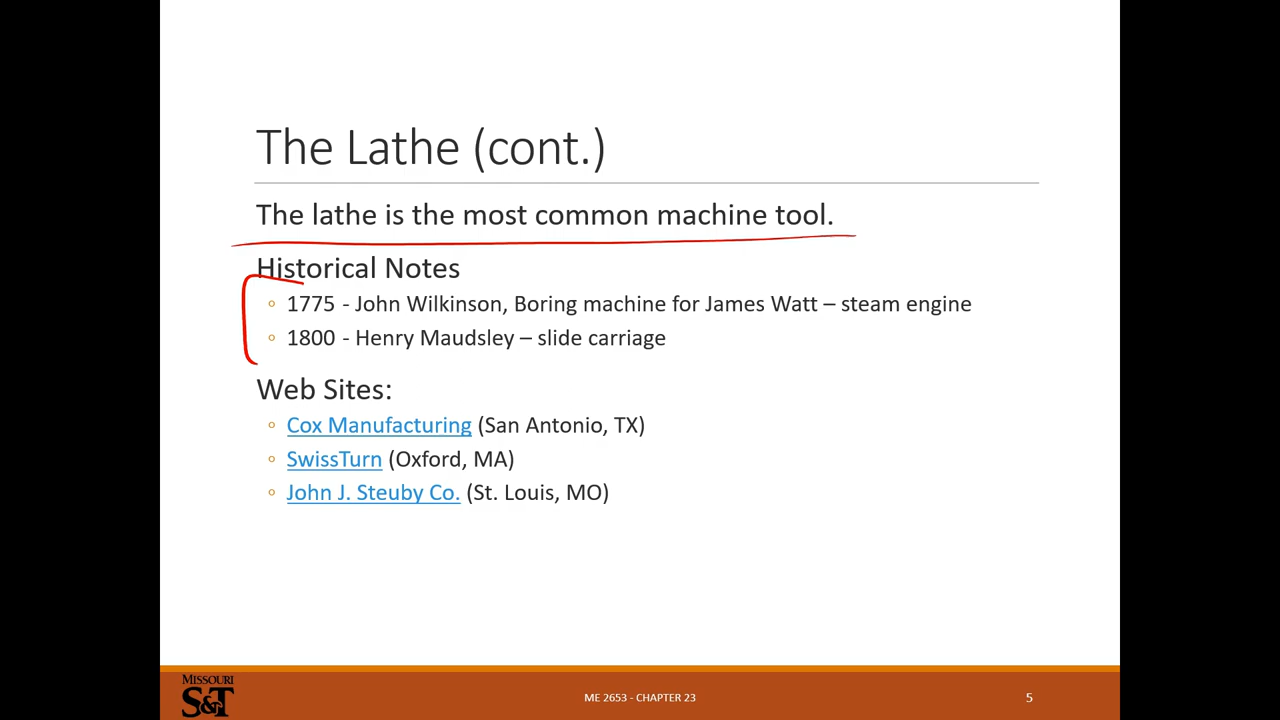 The Lathe (cont.)
The lathe is the most common machine tool.
Historical Notes
◦ 1775 - John Wilkinson, Boring machine for James Watt – steam engine
◦ 1800 - Henry Maudsley – slide carriage
Web Sites:
◦ Cox Manufacturing (San Antonio, TX)
◦ SwissTurn (Oxford, MA)
◦ John J. Steuby Co. (St. Louis, MO)
MISSOURI
S&T
ME 2653 - CHAPTER 23
5